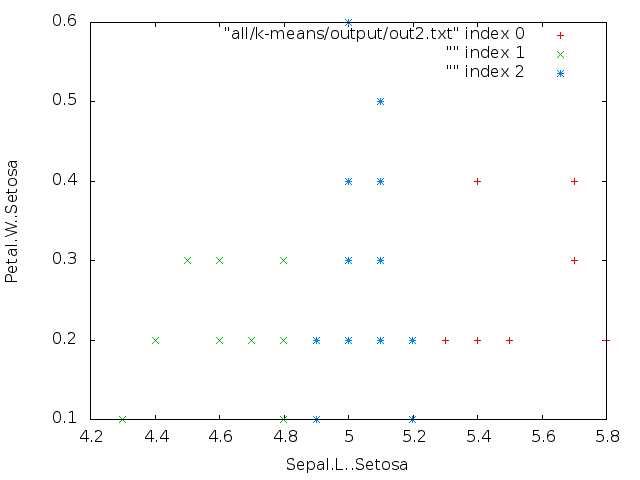 "all/k-means/output/out2.txt" index 0
"" index 1
"" index 2
0.6
0.5
0.4
0.3
0.2
0.1
Petal.W..Setosa
4.2 4.4 4.6 4.8 5 5.2 5.4 5.6 5.8
Sepal.L..Setosa